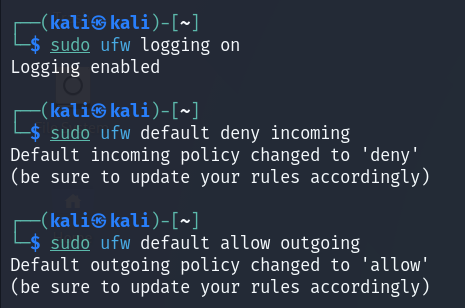 ┌──(kali㉿kali)-[~]
└─$ sudo ufw logging on
Logging enabled
┌──(kali㉿kali)-[~]
└─$ sudo ufw default deny incoming
Default incoming policy changed to 'deny'
(be sure to update your rules accordingly)
┌──(kali㉿kali)-[~]
└─$ sudo ufw default allow outgoing
Default outgoing policy changed to 'allow'
(be sure to update your rules accordingly)